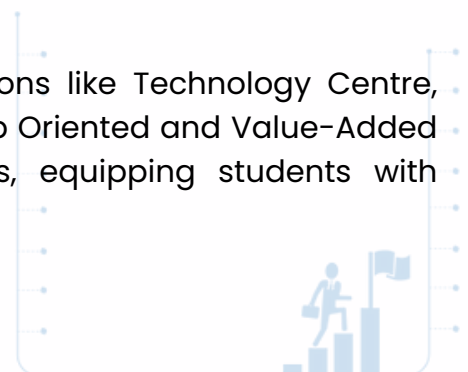 ons like Technology Centre,
Oriented and Value-Added
s, equipping students with